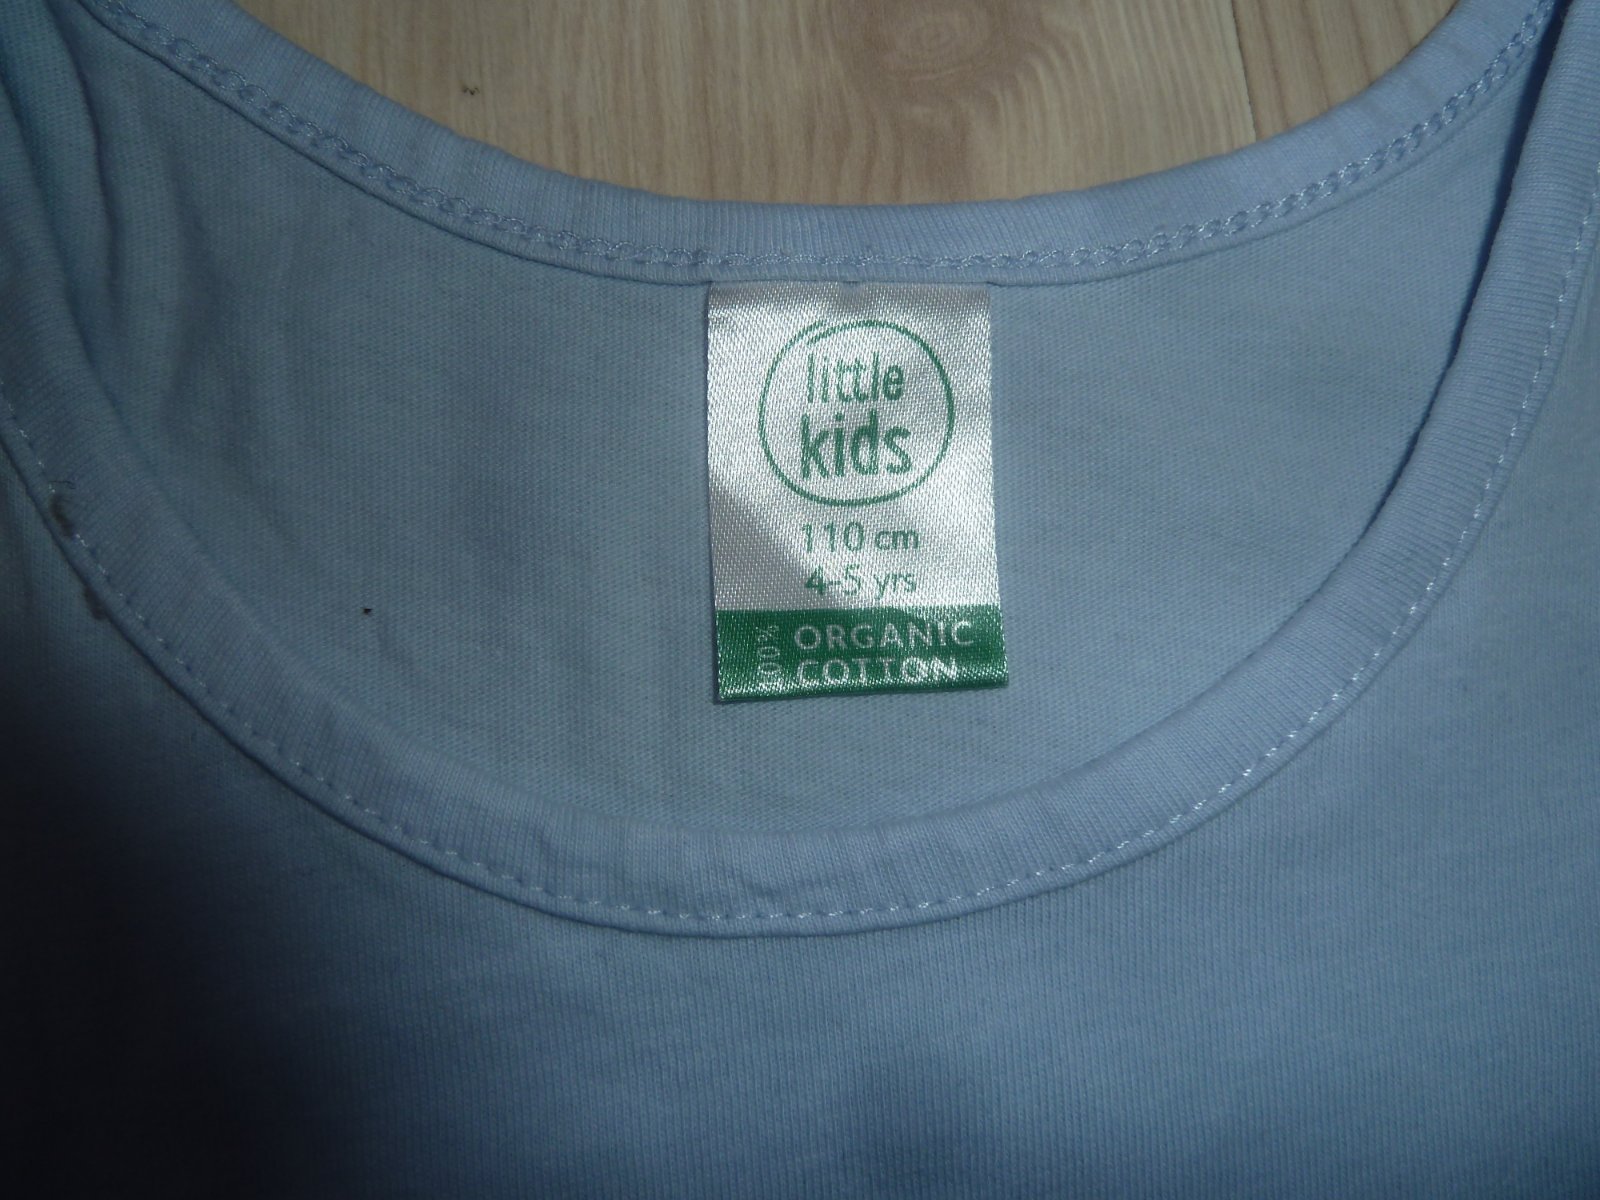 little
kids
110 cm
4-5 yrs
100% ORGANIC
COTTON